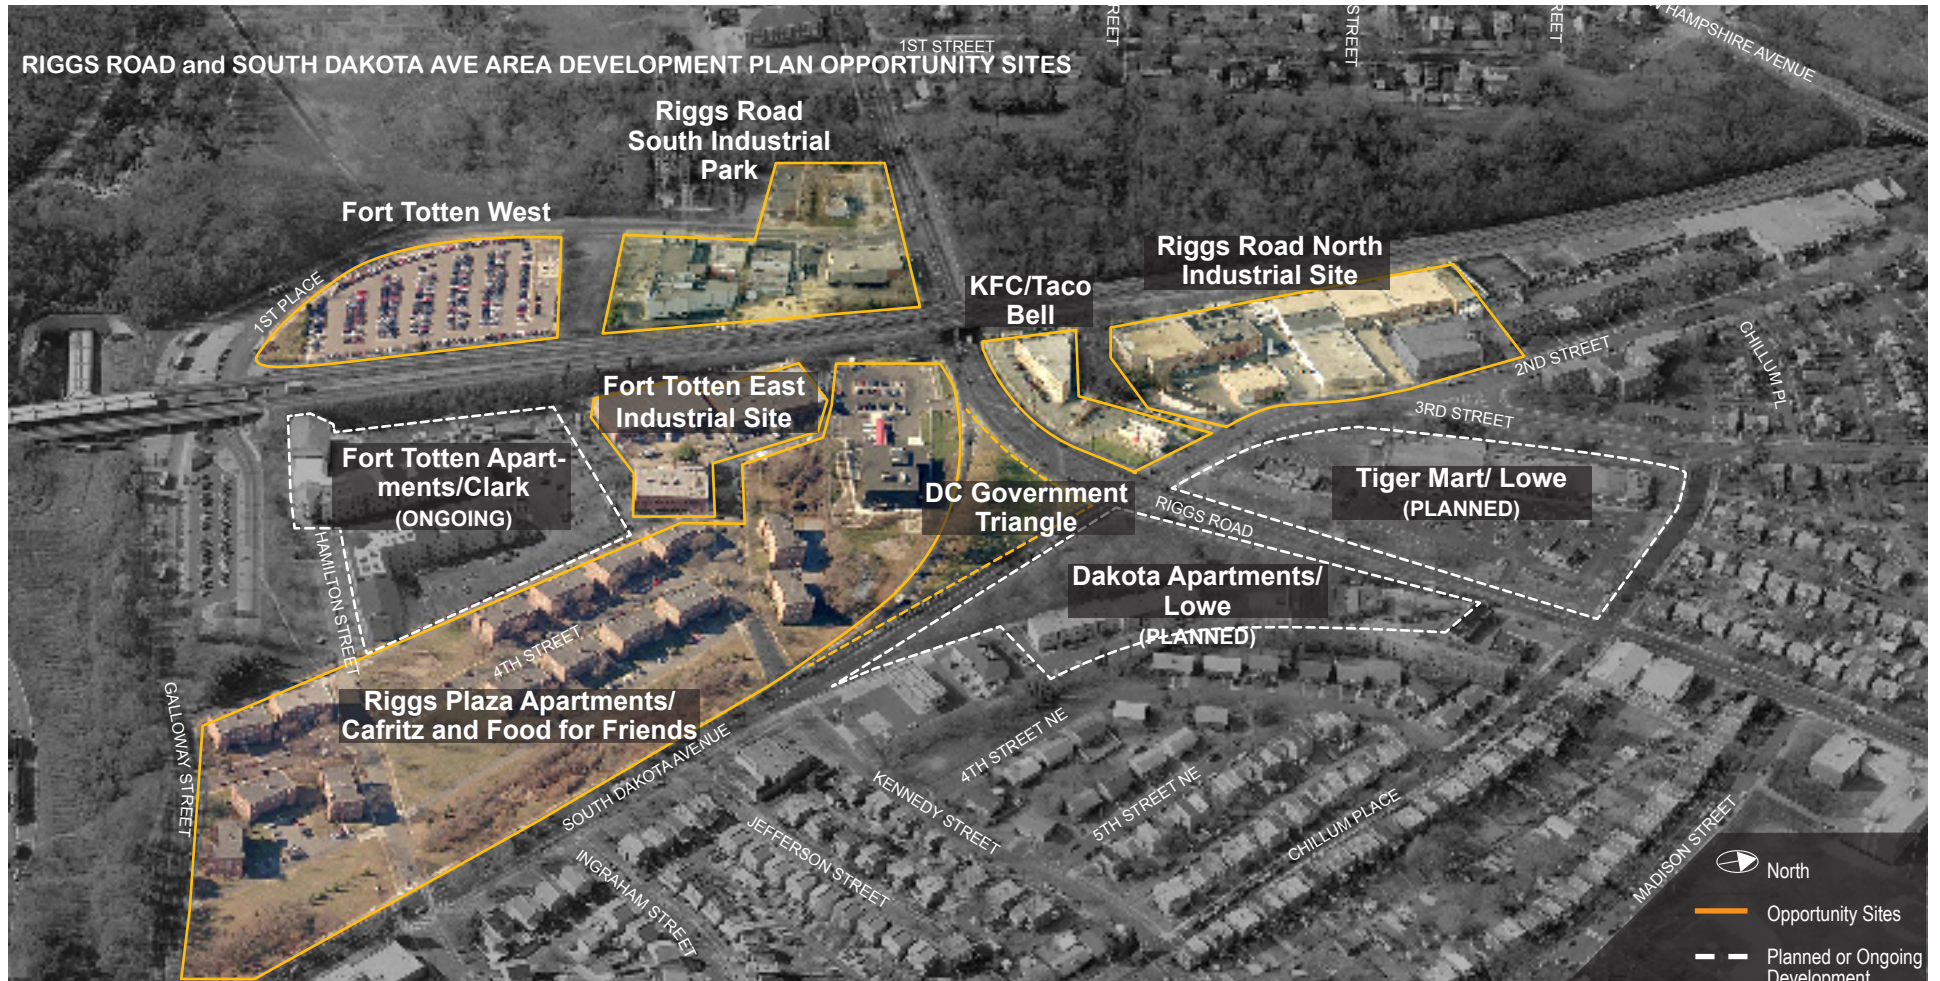 1ST STREET
RIGGS ROAD and SOUTH DAKOTA AVE AREA DEVELOPMENT PLAN OPPORTUNITY SITES
REET
STREET
REET
HAMPSHIRE AVENUE
Riggs Road
South Industrial
Park
Fort Totten West
1ST PLACE
Riggs Road North
Industrial Site
KFC/Taco
Bell
2ND STREET
CHILLUM PL
3RD STREET
Fort Totten East
Industrial Site
Fort Totten Apart-
ments/Clark
(ONGOING)
DC Government
Triangle
RIGGS ROAD
Tiger Mart/ Lowe
(PLANNED)
HAMILTON STREET
4TH STREET
Dakota Apartments/
Lowe
(PLANNED)
GALLOWAY STREET
Riggs Plaza Apartments/
Cafritz and Food for Friends
SOUTH DAKOTA AVENUE
4TH STREET NE
KENNEDY STREET
5TH STREET NE
CHILLUM PLACE
JEFFERSON STREET
INGRAHAM STREET
MADISON STREET
North
Opportunity Sites
Planned or Ongoing
Development